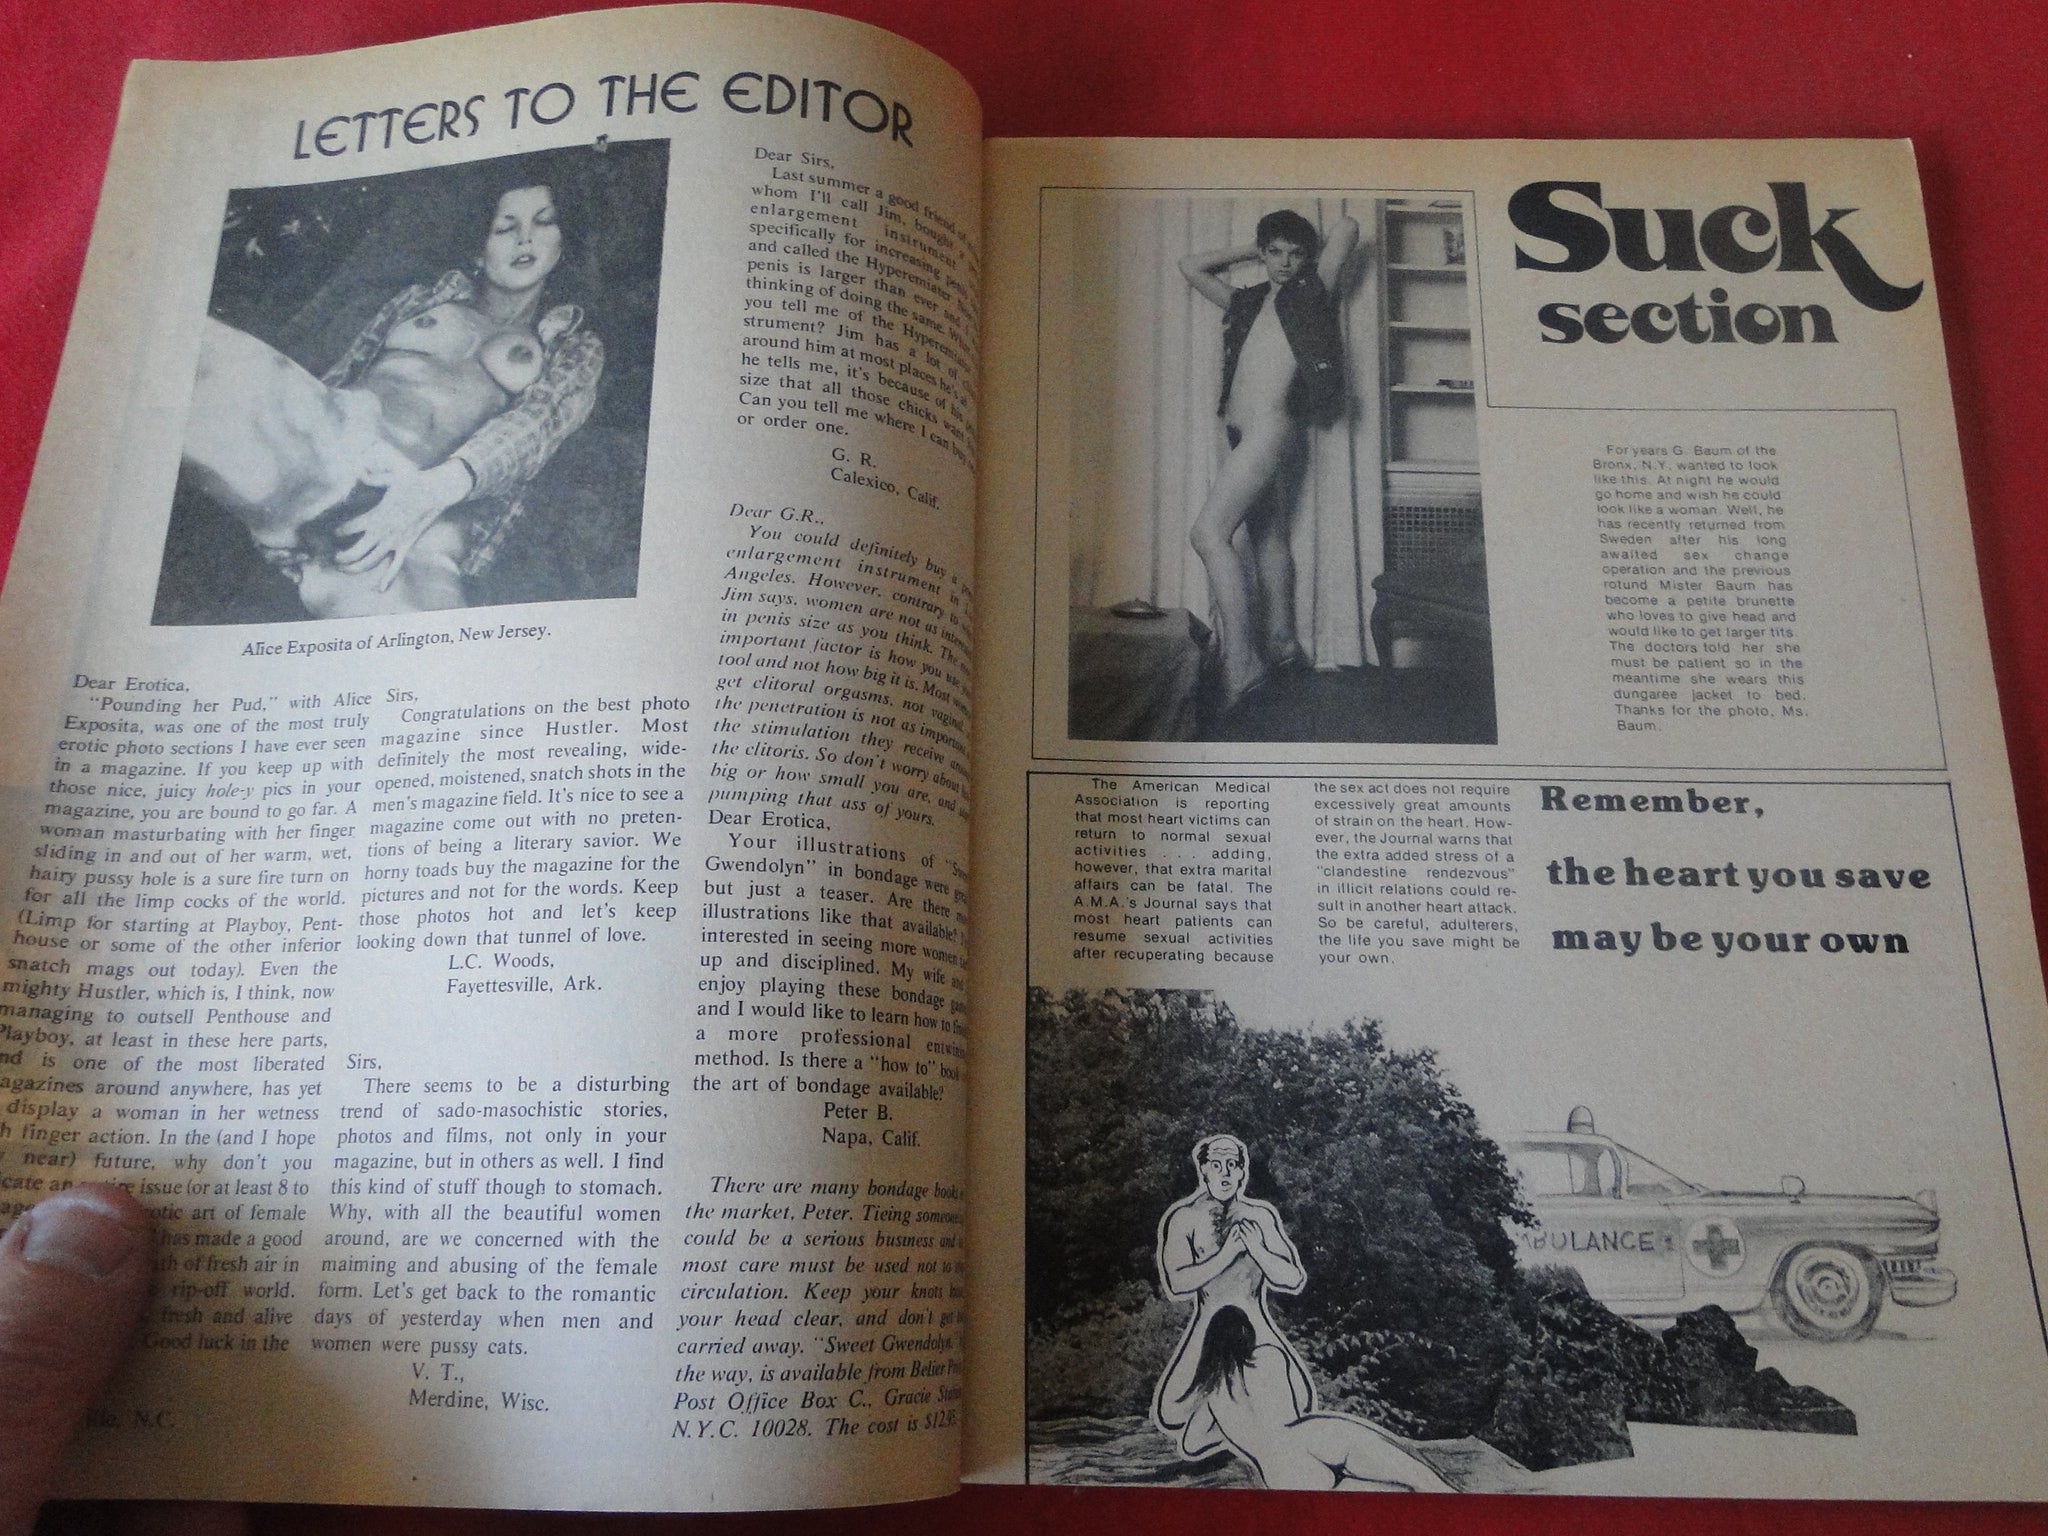 LETTERS TO THE EDITOR
Alice Exposita of Arlington, New Jersey.
Dear Erotica,
"Pounding her Pud," with Alice
Exposita, was one of the most truly
erotic photo sections I have ever seen
in a magazine. If you keep up with
those nice, juicy hole-y pics in your
magazine, you are bound to go far. A
woman masturbating with her finger
sliding in and out of her warm, wet,
hairy pussy hole is a sure fire turn on
for all the limp cocks of the world.
(Limp for starting at Playboy, Pent-
house or some of the other inferior
snatch mags out today). Even the
mighty Hustler, which is, I think, now
managing to outsell Penthouse and
Playboy, at least in these here parts,
is one of the most liberated
around anywhere, has yet
display a woman in her wetness
finger action. In the (and I hope
near) future, why don't you
issue (or at least 8 to
art of female
has made a good
of fresh air in
rip-off world.
fresh and alive
Good luck in the
N.C.
Sirs,
Congratulations on the best photo
magazine since Hustler. Most
definitely the most revealing, wide-
opened, moistened, snatch shots in the
men's magazine field. It's nice to see a
magazine come out with no preten-
tions of being a literary savior. We
horny toads buy the magazine for the
pictures and not for the words. Keep
those photos hot and let's keep
looking down that tunnel of love.
L.C. Woods,
Fayettesville, Ark.
Sirs,
There seems to be a disturbing
trend of sado-masochistic stories,
photos and films, not only in your
magazine, but in others as well. I find
this kind of stuff though to stomach.
Why, with all the beautiful women
around, are we concerned with the
maiming and abusing of the female
form. Let's get back to the romantic
days of yesterday when men and
women were pussy cats.
V. T.,
Merdine, Wisc.
Dear Sirs,
Last summer a good friend of
whom I'll call Jim, bought a
enlargement instrument
specifically for increasing penis
and called the Hyperemiator
penis is larger than ever and I
thinking of doing the same. What
you tell me of the Hyperemiator
strument? Jim has a lot of
around him at most places he's at
he tells me, it's because of his
size that all those chicks want
Can you tell me where I can buy
or order one.
G. R.
Calexico, Calif.
Dear G.R.,
You could definitely buy a
enlargement instrument in
Angeles. However, contrary to
Jim says, women are not as
in penis size as you think. The
important factor is how you use
tool and not how big it is. Most
get clitoral orgasms, not
the penetration is not as important
the stimulation they receive
the clitoris. So don't worry about
big or how small you are, and
pumping that ass of yours.
Dear Erotica,
Your illustrations of "Sweet
Gwendolyn" in bondage were
but just a teaser. Are there
illustrations like that available?
interested in seeing more women
up and disciplined. My wife and
enjoy playing these bondage
and I would like to learn how to
a more professional
method. Is there a "how to" book
the art of bondage available?
Peter B.
Napa, Calif.
There are many bondage books
the market, Peter. Tieing someone
could be a serious business and
most care must be used not to
circulation. Keep your knots
your head clear, and don't get
carried away. "Sweet Gwendolyn,"
the way, is available from Belier
Post Office Box C., Gracie
N.Y.C. 10028. The cost is
Suck
section
For years G. Baum of the
Bronx, N.Y. wanted to look
like this. At night he would
go home and wish he could
look like a woman. Well, he
has recently returned from
Sweden after his long
awaited sex change
operation and the previous
rotund Mister Baum has
become a petite brunette
who loves to give head and
would like to get larger tits.
The doctors told her she
must be patient so in the
meantime she wears this
dungaree jacket to bed.
Thanks for the photo, Ms.
Baum.
The American Medical
Association is reporting
that most heart victims can
return to normal sexual
activities . . . adding,
however, that extra marital
affairs can be fatal. The
A.M.A.'s Journal says that
most heart patients can
resume sexual activities
after recuperating because
the sex act does not require
excessively great amounts
of strain on the heart. How-
ever, the Journal warns that
the extra added stress of a
"clandestine rendezvous"
in illicit relations could re-
sult in another heart attack.
So be careful, adulterers,
the life you save might be
your own.
Remember,
the heart you save
may be your own
AMBULANCE